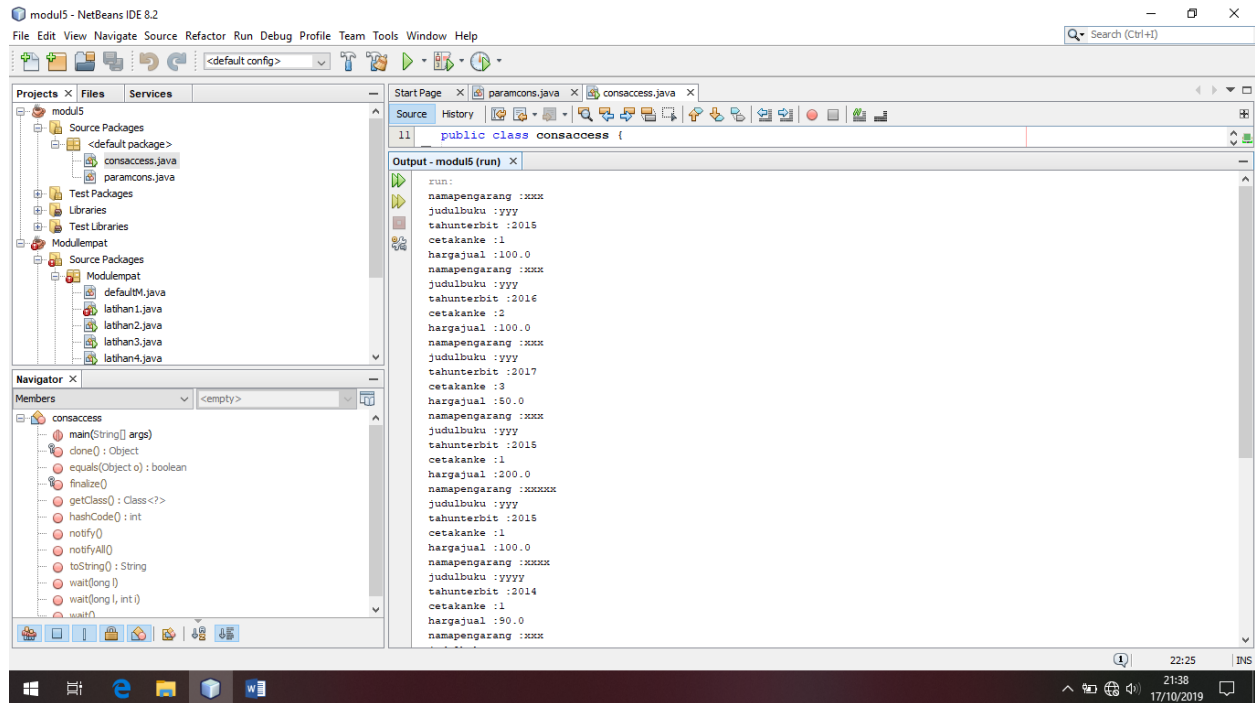 modul5 - NetBeans IDE 8.2
File Edit View Navigate Source Refactor Run Debug Profile Team Tools Window Help
Search (Ctrl+I)
<default config>
Projects Files Services
modul5
Source Packages
<default package>
consaccess.java
paramcons.java
Test Packages
Libraries
Test Libraries
Modullempat
Source Packages
Modulempat
defaultM.java
latihan1.java
latihan2.java
latihan3.java
latihan4.java
Navigator
Members <empty>
consaccess
main(String[] args)
clone() : Object
equals(Object o) : boolean
finalize()
getClass() : Class<?>
hashCode() : int
notify()
notifyAll()
toString() : String
wait(long l)
wait(long l, int i)
wait()
Start Page paramcons.java consaccess.java
Source History
11 public class consaccess {
Output - modul5 (run)
run:
namapengarang :xxx
judulbuku :yyy
tahunterbit :2015
cetakanke :1
hargajual :100.0
namapengarang :xxx
judulbuku :yyy
tahunterbit :2016
cetakanke :2
hargajual :100.0
namapengarang :xxx
judulbuku :yyy
tahunterbit :2017
cetakanke :3
hargajual :50.0
namapengarang :xxx
judulbuku :yyy
tahunterbit :2015
cetakanke :1
hargajual :200.0
namapengarang :xxxxx
judulbuku :yyy
tahunterbit :2015
cetakanke :1
hargajual :100.0
namapengarang :xxxx
judulbuku :yyyy
tahunterbit :2014
cetakanke :1
hargajual :90.0
namapengarang :xxx
1 22:25 INS
21:38
17/10/2019